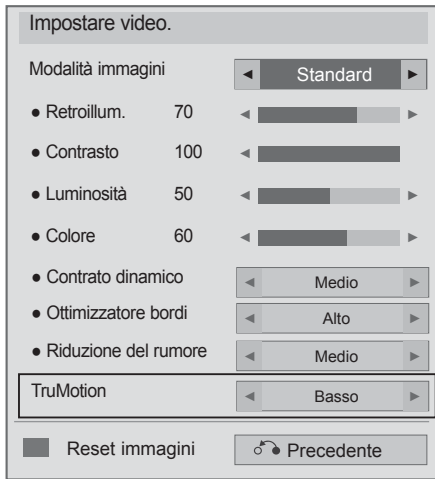 Impostare video.
Modalità immagini ◄ Standard ►
● Retroillum. 70 ◄ ►
● Contrasto 100 ◄
● Luminosità 50 ◄ ►
● Colore 60 ◄ ►
● Contrato dinamico ◄ Medio ►
● Ottimizzatore bordi ◄ Alto ►
● Riduzione del rumore ◄ Medio ►
TruMotion ◄ Basso ►
Reset immagini Precedente